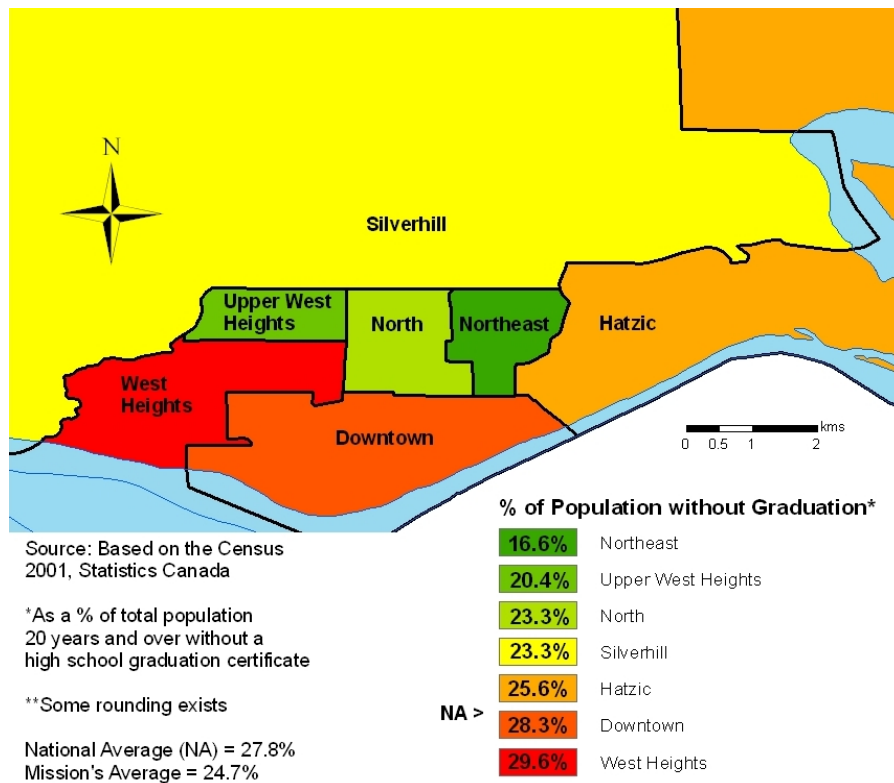 N
Silverhill
Upper West
Heights
North
Northeast
Hatzic
West
Heights
Downtown
kms
0 0.5 1 2
% of Population without Graduation*
16.6% Northeast
20.4% Upper West Heights
23.3% North
23.3% Silverhill
25.6% Hatzic
NA >
28.3% Downtown
29.6% West Heights
Source: Based on the Census
2001, Statistics Canada
*As a % of total population
20 years and over without a
high school graduation certificate
**Some rounding exists
National Average (NA) = 27.8%
Mission's Average = 24.7%